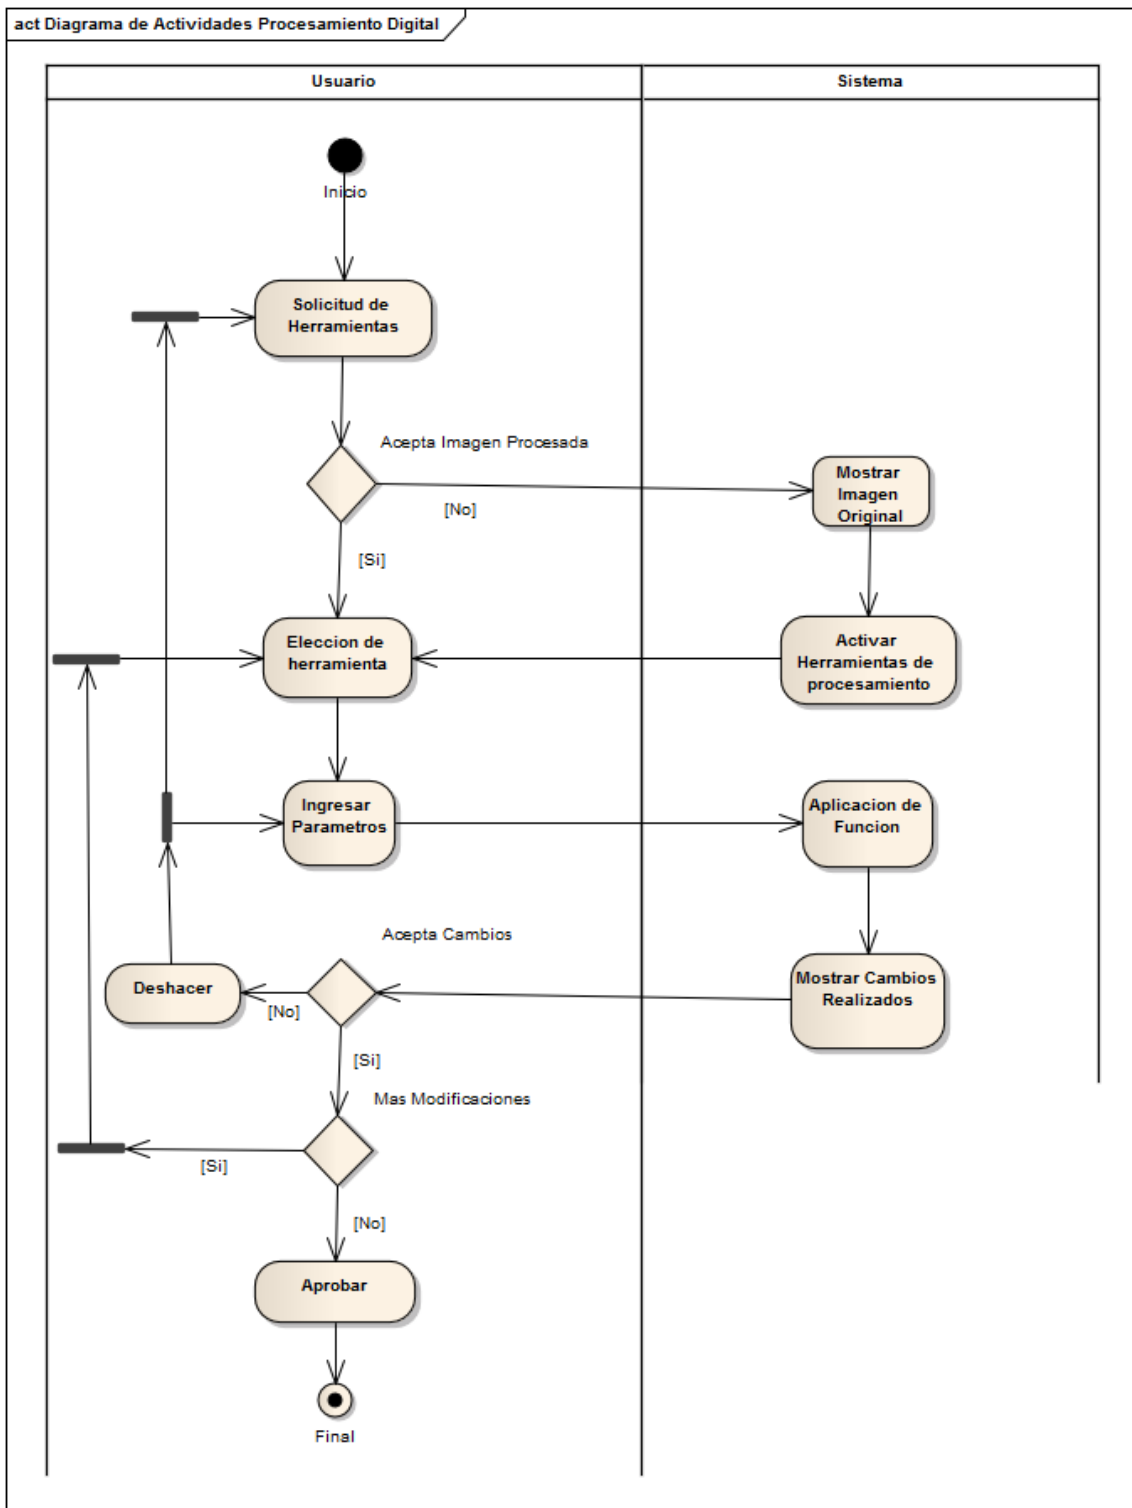 act Diagrama de Actividades Procesamiento Digital
Usuario
Sistema
Inicio
Solicitud de
Herramientas
Acepta Imagen Procesada
[No]
Mostrar
Imagen
Original
[Si]
Eleccion de
herramienta
Activar
Herramientas de
procesamiento
Ingresar
Parametros
Aplicacion de
Funcion
Acepta Cambios
Deshacer
[No]
Mostrar Cambios
Realizados
[Si]
Mas Modificaciones
[Si]
[No]
Aprobar
Final